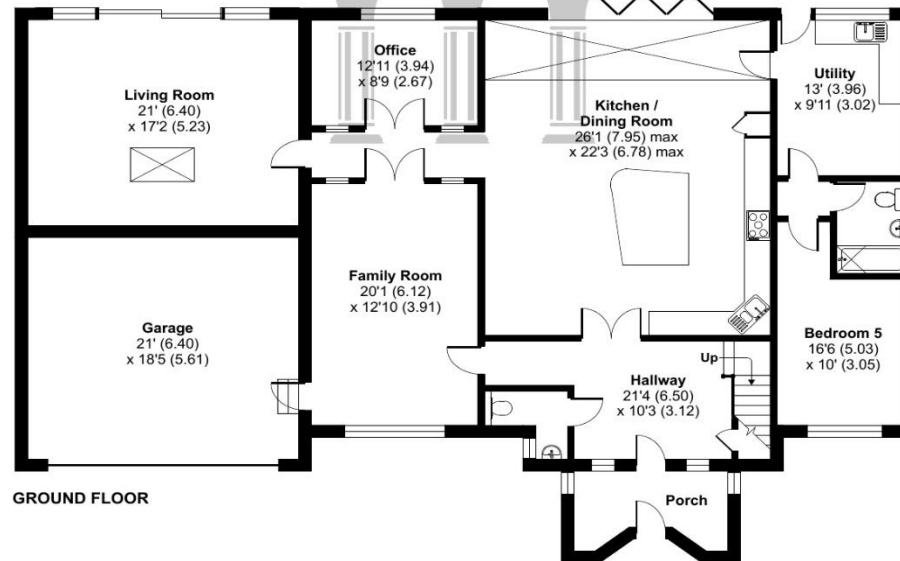 Living Room
21' (6.40)
x 17'2 (5.23)
Office
12'11 (3.94)
x 8'9 (2.67)
Kitchen /
Dining Room
26'1 (7.95) max
x 22'3 (6.78) max
Utility
13' (3.96)
x 9'11 (3.02)
Family Room
20'1 (6.12)
x 12'10 (3.91)
Garage
21' (6.40)
x 18'5 (5.61)
Bedroom 5
16'6 (5.03)
x 10' (3.05)
Up
Hallway
21'4 (6.50)
x 10'3 (3.12)
Porch
GROUND FLOOR